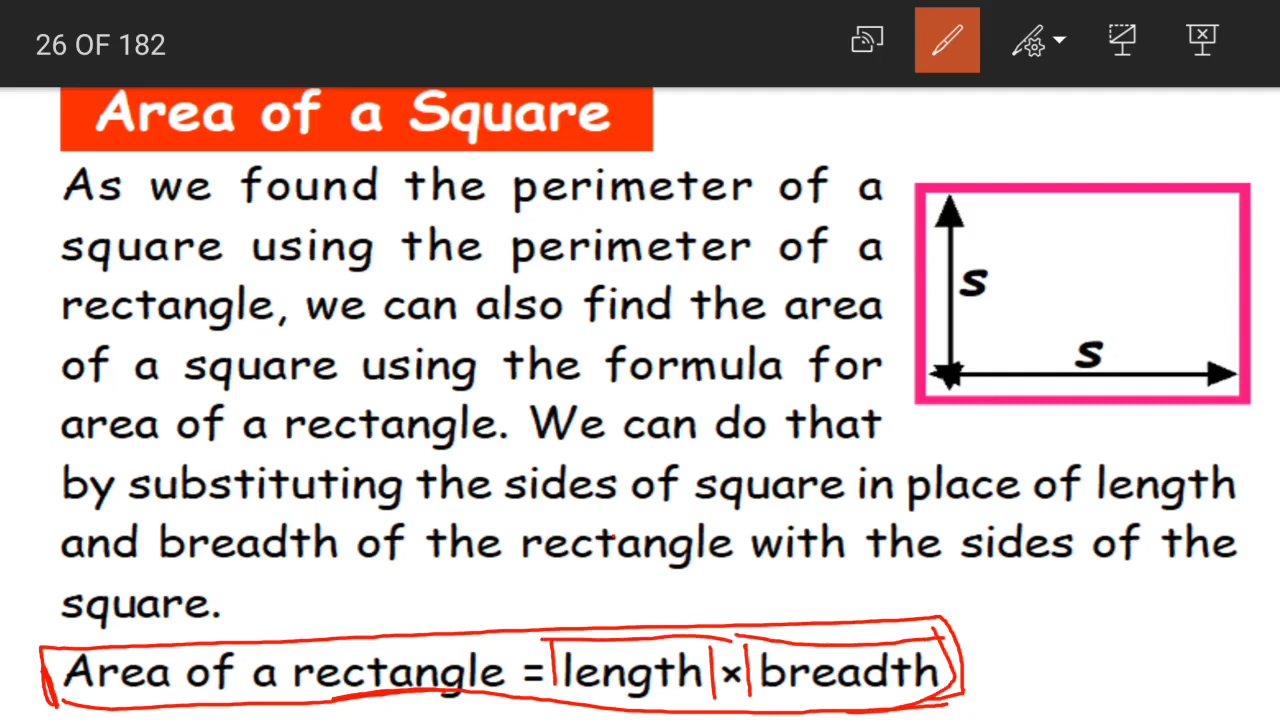 26 OF 182
Area of a Square
As we found the perimeter of a
square using the perimeter of a
rectangle, we can also find the area
of a square using the formula for
area of a rectangle. We can do that
by substituting the sides of square in place of length
and breadth of the rectangle with the sides of the
square.
s
s
Area of a rectangle = length × breadth